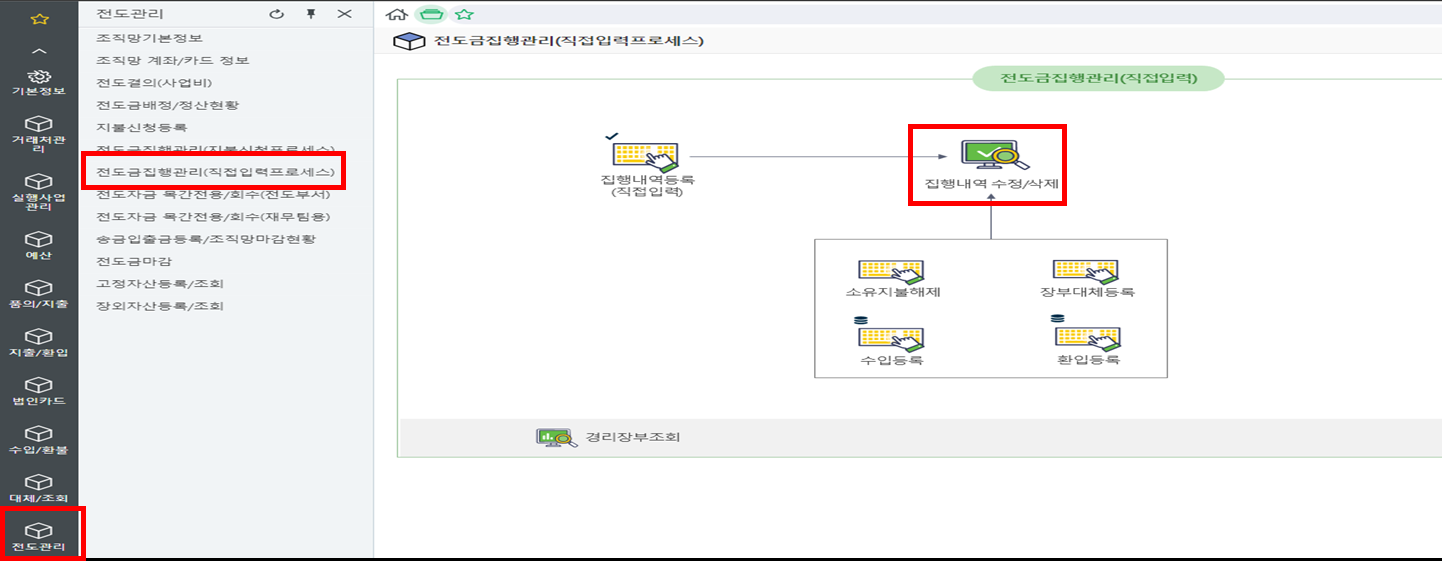 기본정보
거래처관
리
실행사업
관리
예산
품의/지출
지출/환입
법인카드
수입/환불
대체/조회
전도관리
전도관리
조직망기본정보
조직망 계좌/카드 정보
전도결의(사업비)
전도금배정/정산현황
지불신청등록
전도금집행관리(지불신청프로세스)
전도금집행관리(직접입력프로세스)
전도자금 목간전용/회수(전도부서)
전도자금 목간전용/회수(재무팀용)
송금입출금등록/조직망마감현황
전도금마감
고정자산등록/조회
장외자산등록/조회
전도금집행관리(직접입력프로세스)
전도금집행관리(직접입력)
집행내역등록
(직접입력)
집행내역 수정/삭제
소유지불해제
장부대체등록
수입등록
환입등록
경리장부조회